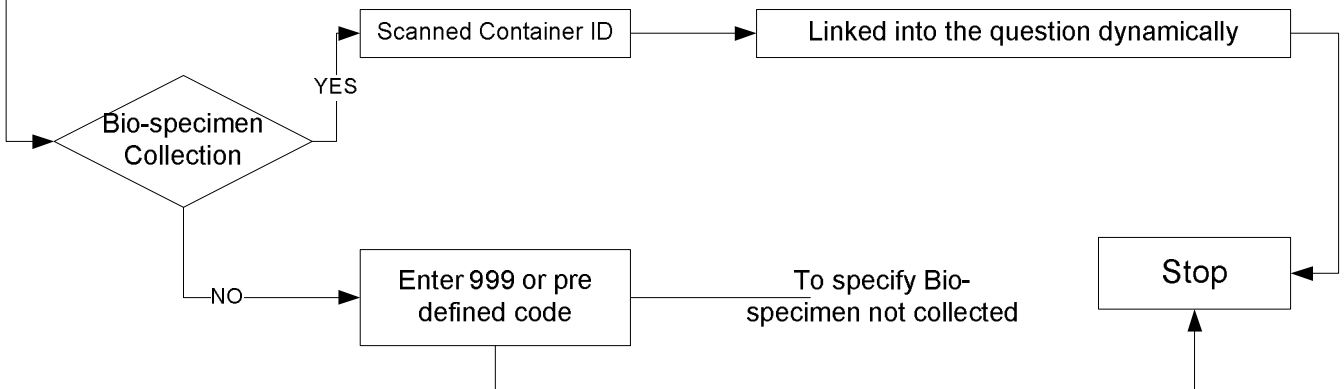 Scanned Container ID
Linked into the question dynamically
YES
Bio-specimen
Collection
Enter 999 or pre
defined code
NO
To specify Bio-
specimen not collected
Stop